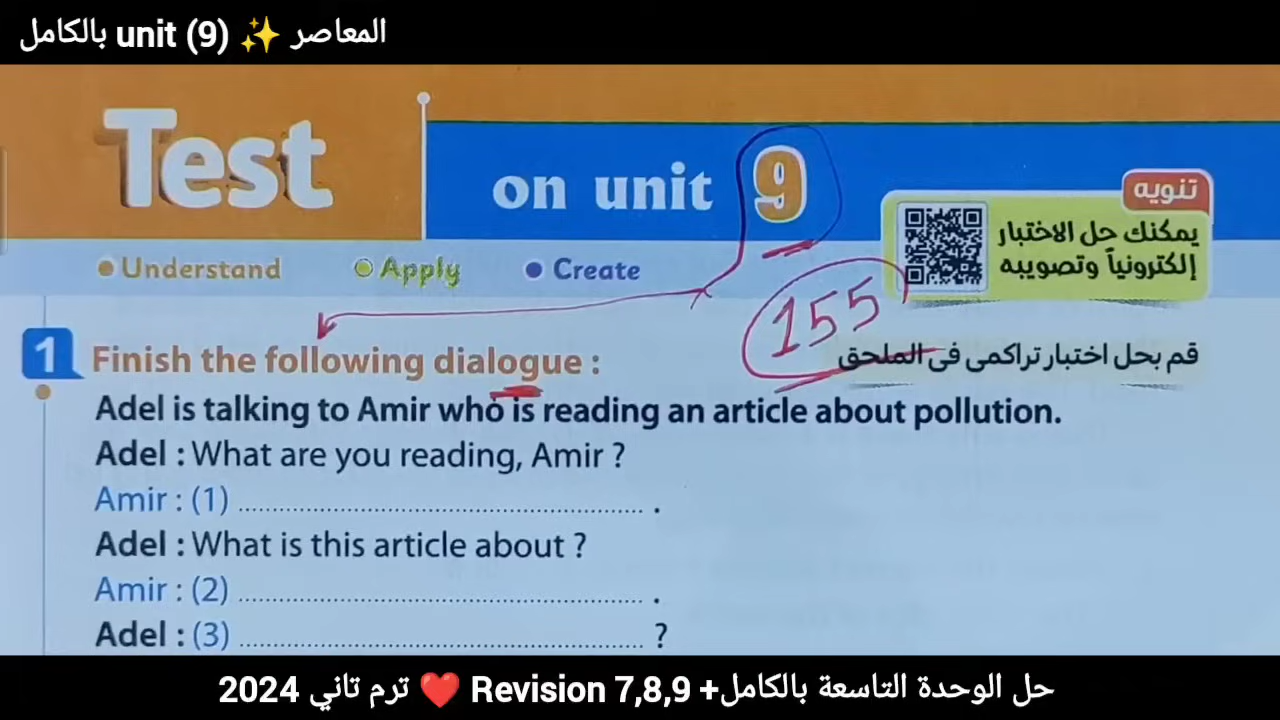 المعاصر ✨ unit (9) بالكامل
Test on unit 9
تنويه
يمكنك حل الاختبار
إلكترونياً وتصويبه
Understand Apply Create
155
1 Finish the following dialogue :
قم بحل اختبار تراكمى فى الملحق
Adel is talking to Amir who is reading an article about pollution.
Adel : What are you reading, Amir ?
Amir : (1) .................................................. .
Adel : What is this article about ?
Amir : (2) .................................................. .
Adel : (3) .................................................. ?
حل الوحدة التاسعة بالكامل+ Revision 7,8,9 ❤️ ترم تاني 2024